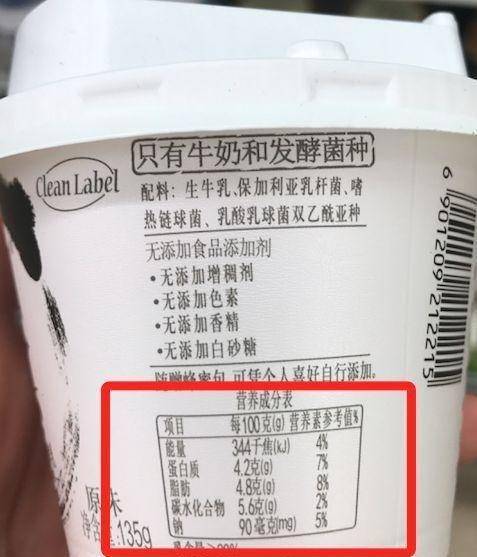 Clean Label
只有牛奶和发酵菌种
配料：生牛乳、保加利亚乳杆菌、嗜
热链球菌、乳酸乳球菌双乙酰亚种
无添加食品添加剂
•无添加增稠剂
•无添加色素
•无添加香精
•无添加白砂糖
随赠蜂蜜包，可凭个人喜好自行添加。
营养成分表
项目 每100克(g) 营养素参考值%
能量 344千焦(kJ) 4%
蛋白质 4.2克(g) 7%
脂肪 4.8克(g) 8%
碳水化合物 5.6克(g) 2%
钠 90毫克(mg) 5%
原味
净含量:135g
6 901209 212215